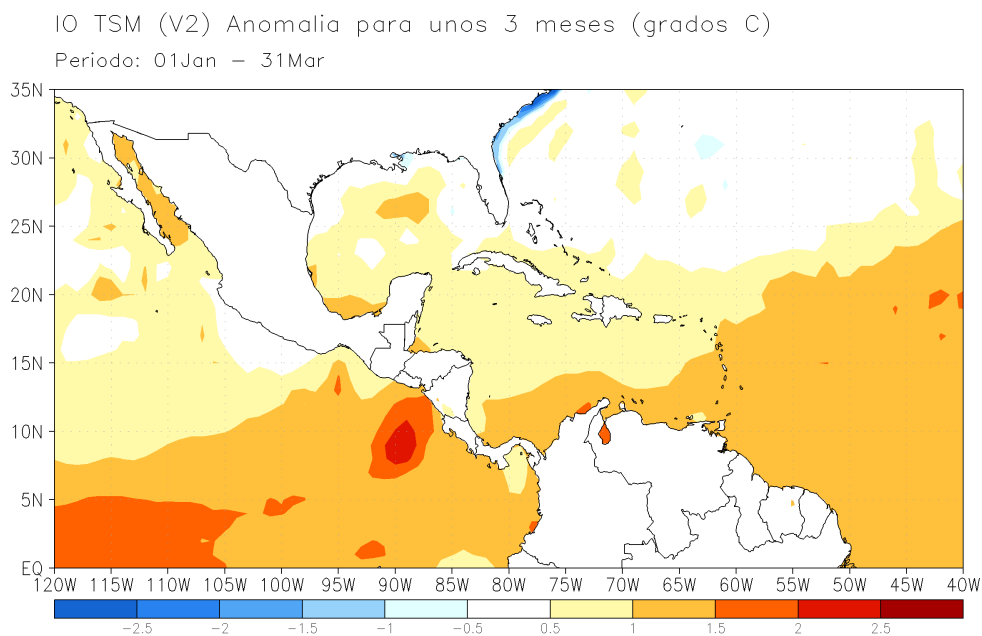 IO TSM (V2) Anomalia para unos 3 meses (grados C)
Periodo: 01Jan – 31Mar
35N
30N
25N
20N
15N
10N
5N
EQ
120W 115W 110W 105W 100W 95W 90W 85W 80W 75W 70W 65W 60W 55W 50W 45W 40W
-2.5 -2 -1.5 -1 -0.5 0.5 1 1.5 2 2.5